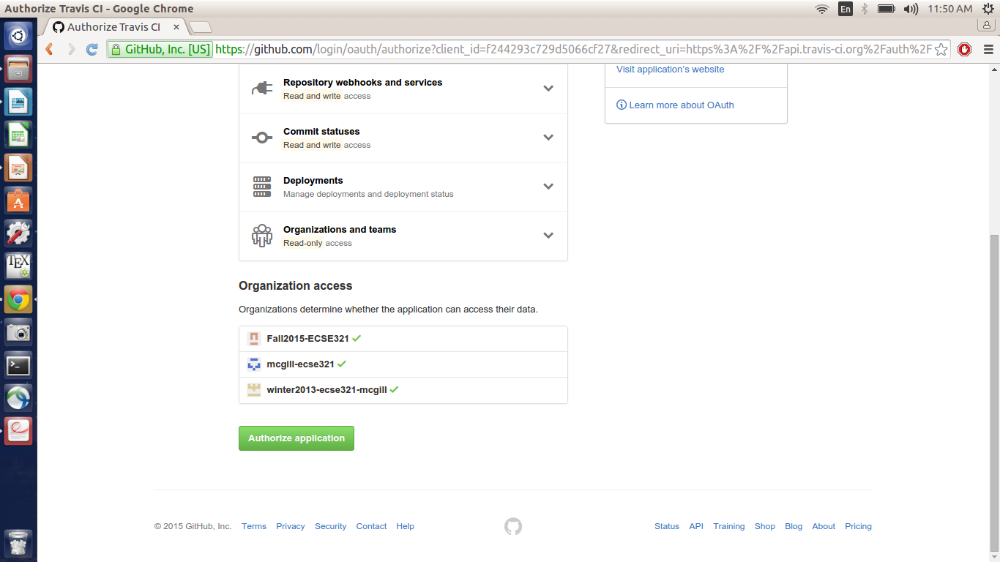 Authorize Travis CI - Google Chrome
En
11:50 AM
Authorize Travis CI
GitHub, Inc. [US] https://github.com/login/oauth/authorize?client_id=f244293c729d5066cf27&redirect_uri=https%3A%2F%2Fapi.travis-ci.org%2Fauth%2F
Repository webhooks and services
Read and write access
Commit statuses
Read and write access
Deployments
Manage deployments and deployment status
Organizations and teams
Read-only access
Visit application's website
Learn more about OAuth
Organization access
Organizations determine whether the application can access their data.
Fall2015-ECSE321
mcgill-ecse321
winter2013-ecse321-mcgill
Authorize application
© 2015 GitHub, Inc. Terms Privacy Security Contact Help
Status API Training Shop Blog About Pricing
TEX